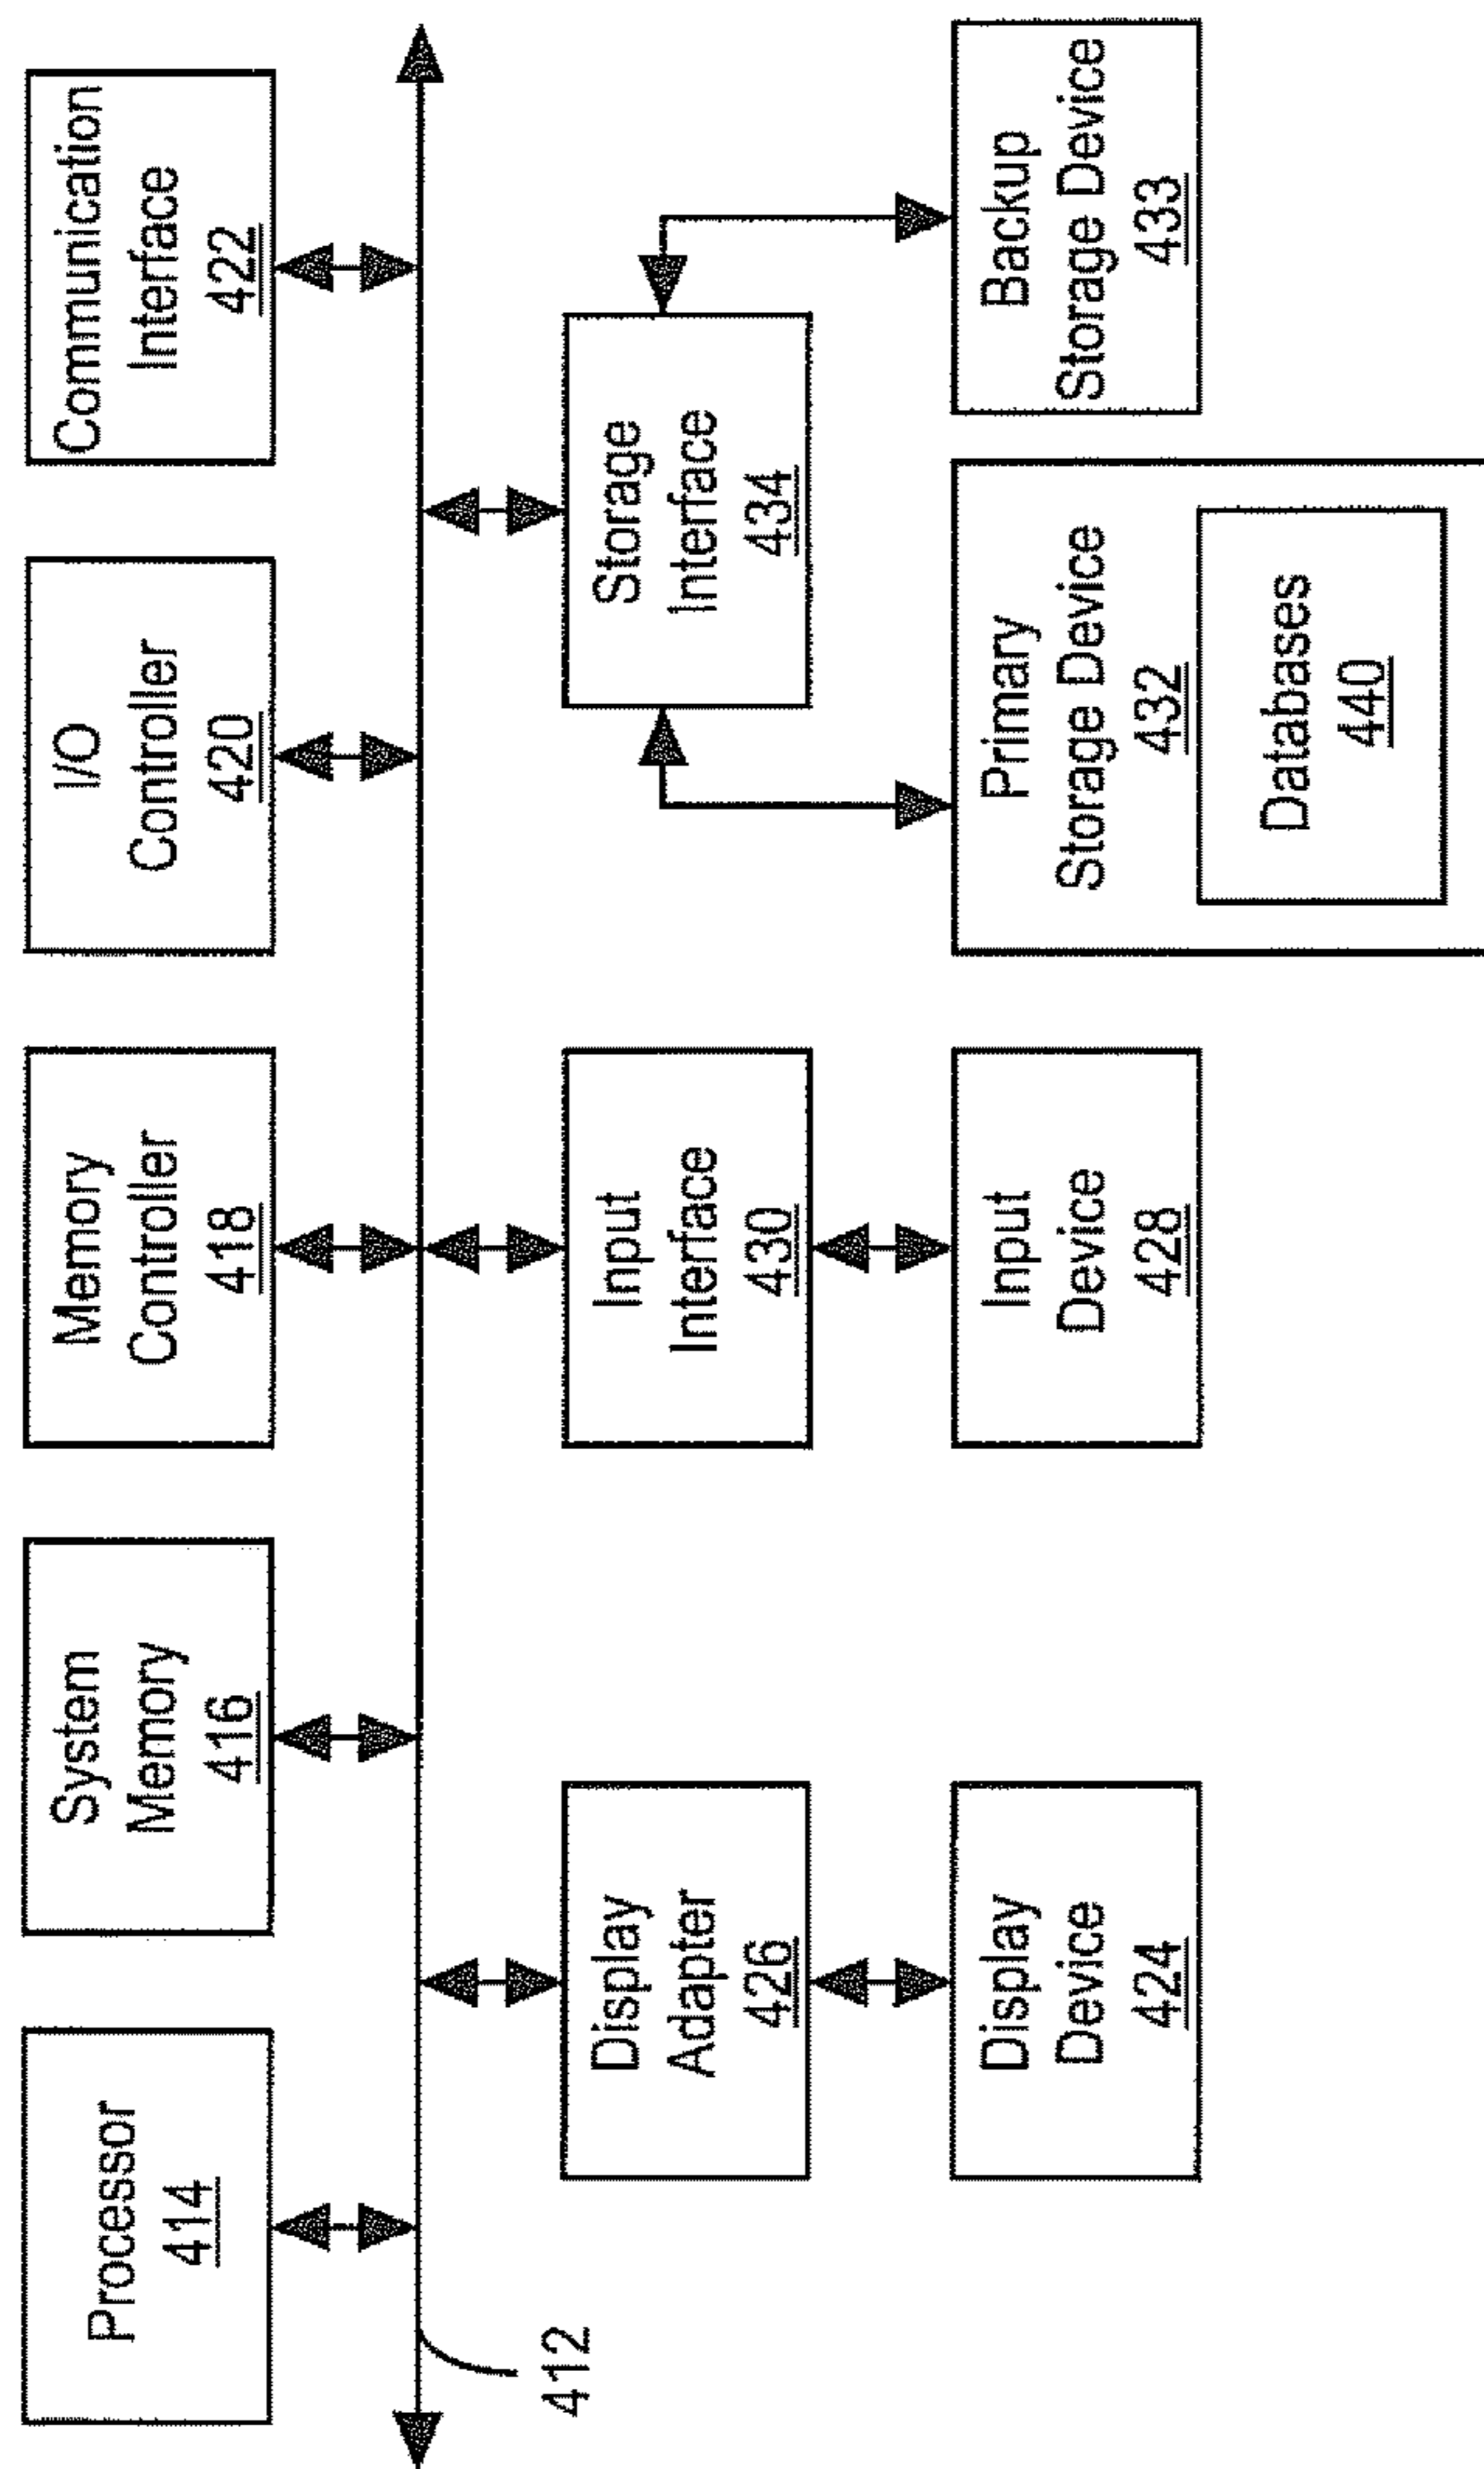 Processor
414
System
Memory
416
Memory
Controller
418
I/O
Controller
420
Communication
Interface
422
412
Display
Adapter
426
Input
Interface
430
Storage
Interface
434
Display
Device
424
Input
Device
428
Primary
Storage Device
432
Databases
440
Backup
Storage Device
433